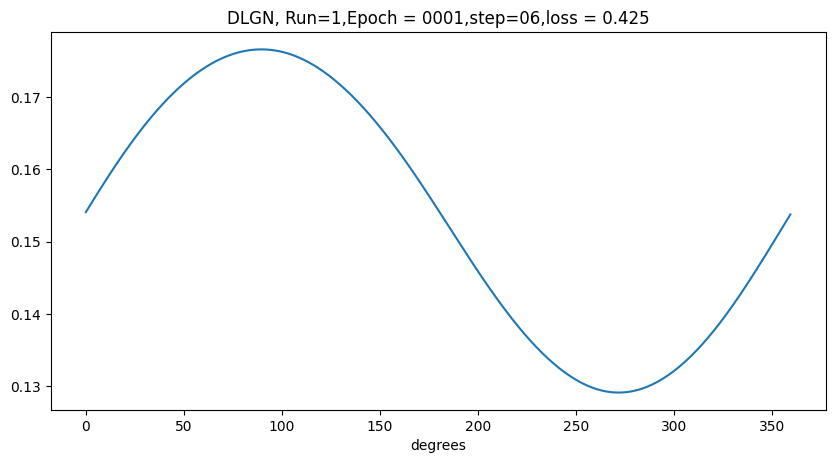 DLGN, Run=1,Epoch = 0001,step=06,loss = 0.425
0.17
0.16
0.15
0.14
0.13
0 50 100 150 200 250 300 350
degrees